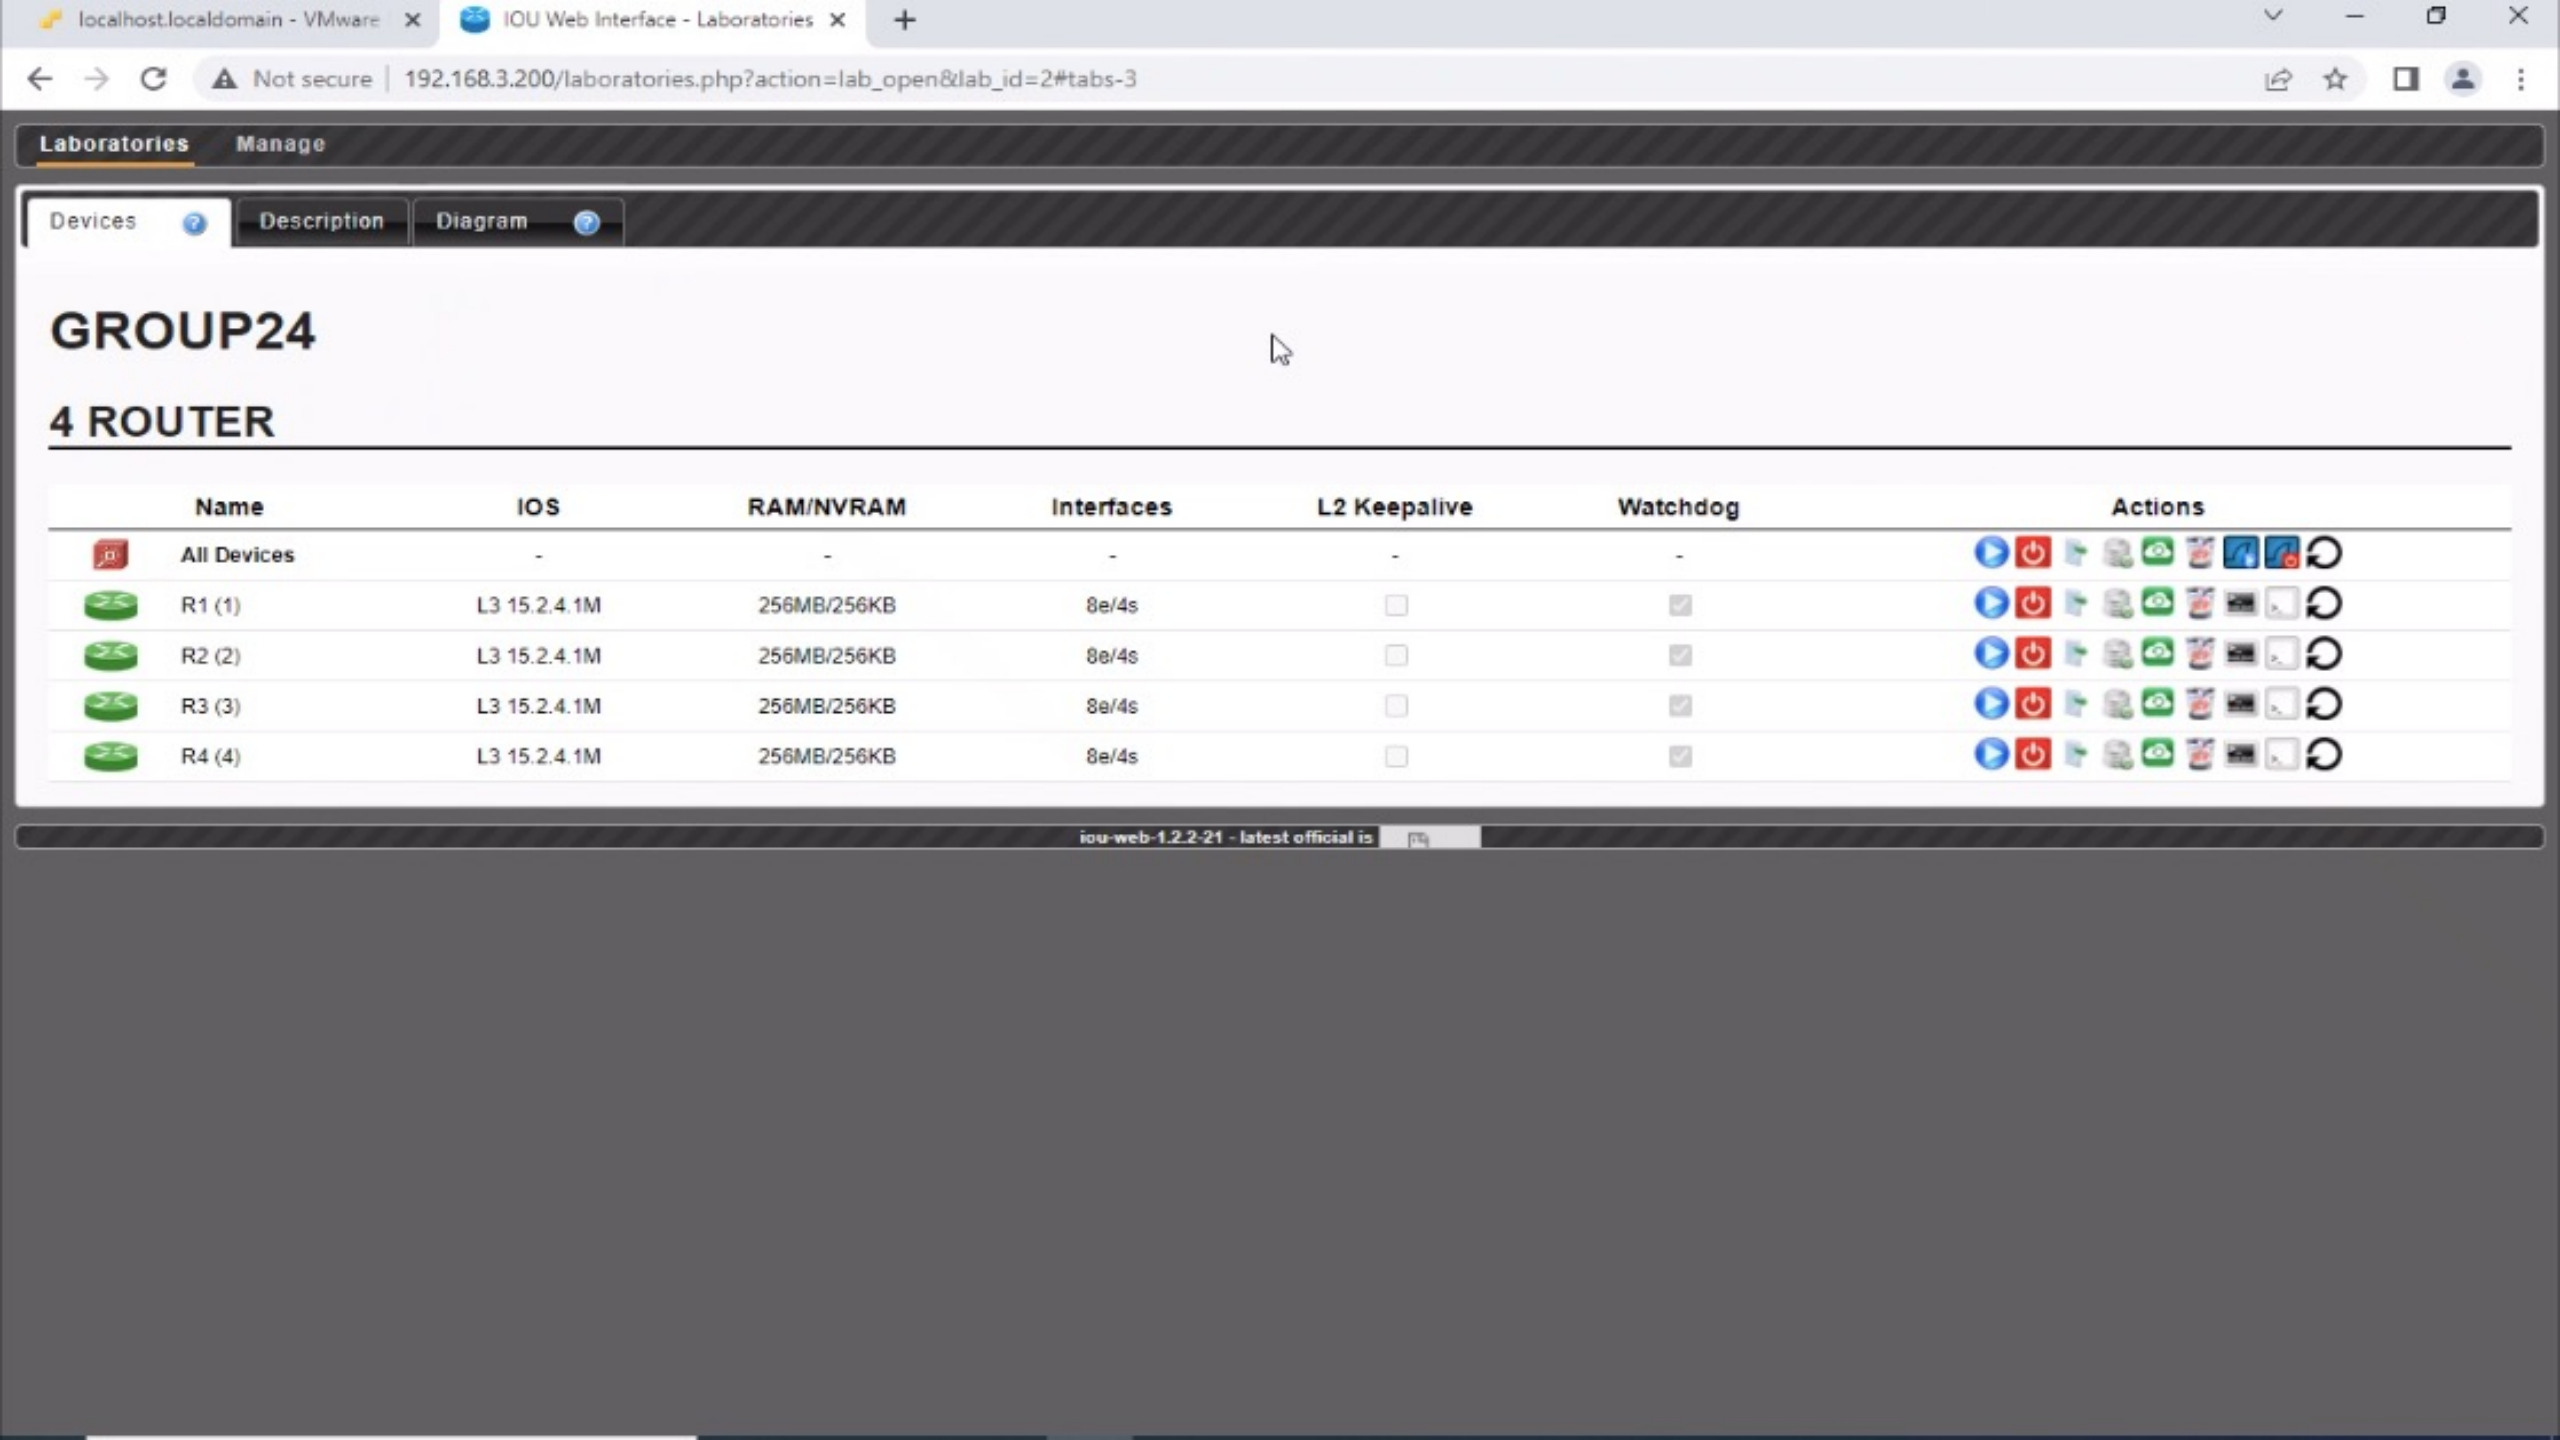 localhost.localdomain - VMware
IOU Web Interface - Laboratories
Not secure
192.168.3.200/laboratories.php?action=lab_open&lab_id=2#tabs-3
Laboratories Manage
Devices Description Diagram
GROUP24
4 ROUTER
Name IOS RAM/NVRAM Interfaces L2 Keepalive Watchdog Actions
All Devices - - - - -
R1 (1) L3 15.2.4.1M 256MB/256KB 8e/4s
R2 (2) L3 15.2.4.1M 256MB/256KB 8e/4s
R3 (3) L3 15.2.4.1M 256MB/256KB 8e/4s
R4 (4) L3 15.2.4.1M 256MB/256KB 8e/4s
iou-web-1.2.2-21 - latest official is